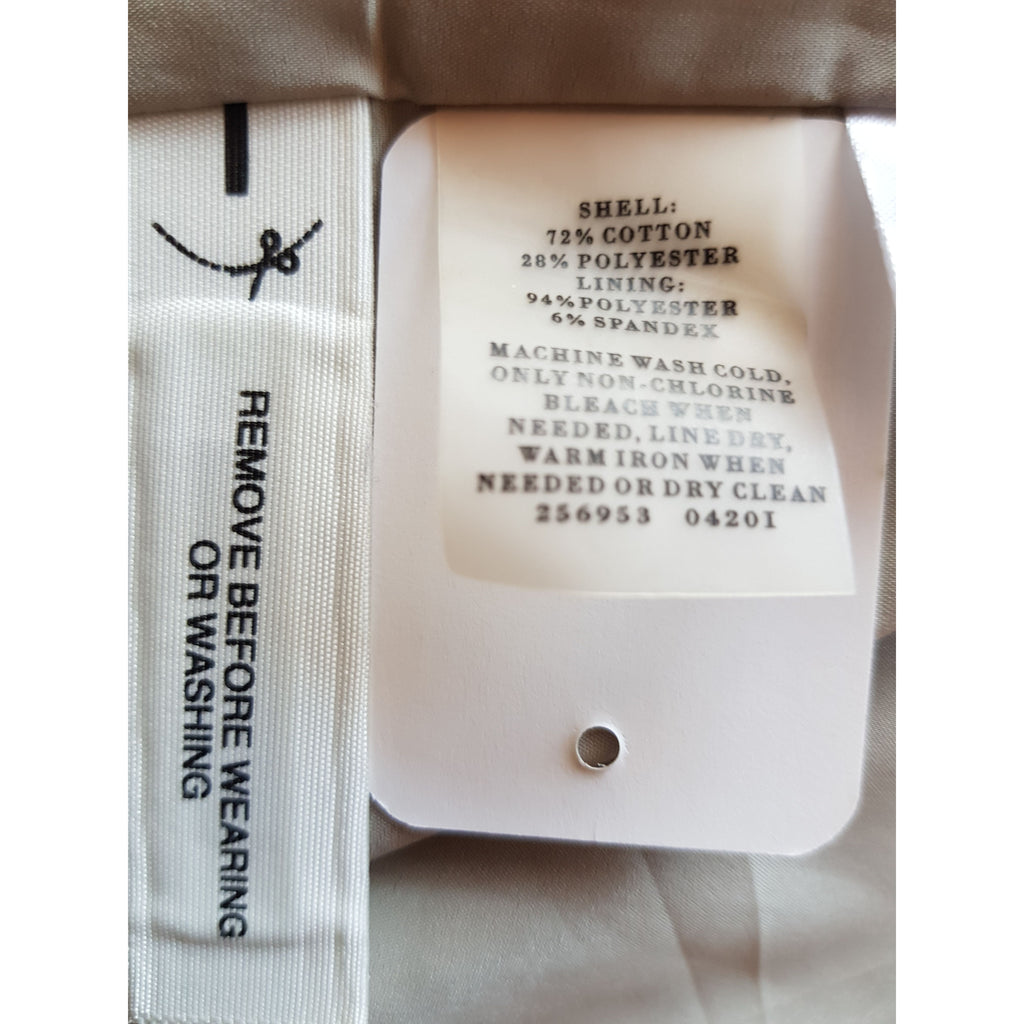 REMOVE BEFORE WEARING
OR WASHING
SHELL:
72% COTTON
28% POLYESTER
LINING:
94% POLYESTER
6% SPANDEX
MACHINE WASH COLD,
ONLY NON-CHLORINE
BLEACH WHEN
NEEDED, LINE DRY,
WARM IRON WHEN
NEEDED OR DRY CLEAN
256953 04201